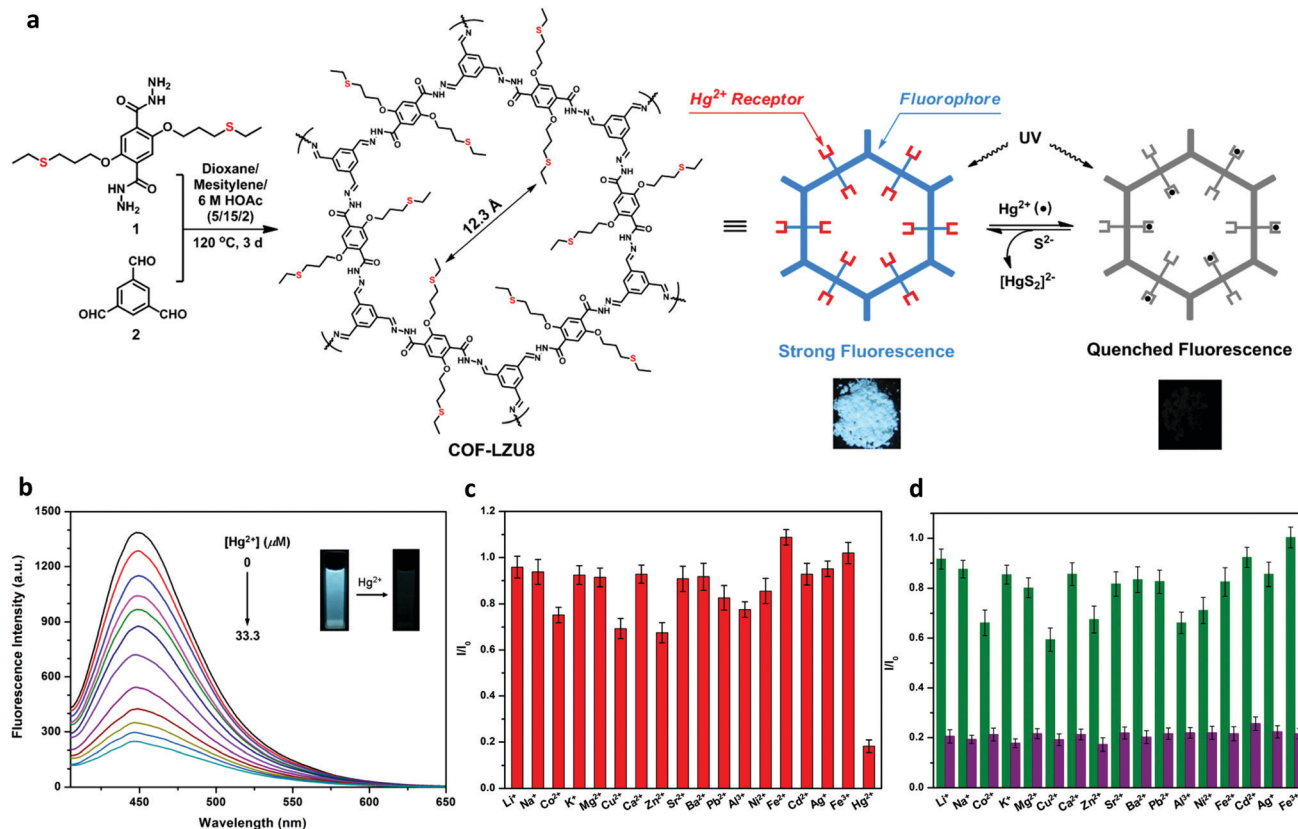 a
NH₂
NH
O
O
S
S
O
O
HN
NH₂
1
CHO
OHC
CHO
2
Dioxane/
Mesitylene/
6 M HOAc
(5/15/2)
120 °C, 3 d
12.3 Å
COF-LZU8
Hg²⁺ Receptor
Fluorophore
UV
Hg²⁺ (•)
S²⁻
[HgS₂]²⁻
Strong Fluorescence
Quenched Fluorescence
b
Fluorescence Intensity (a.u.)
1500
1200
900
600
300
0
450
500
550
600
650
Wavelength (nm)
[Hg²⁺] (μM)
0
33.3
Hg²⁺
c
I/I₀
1.2
1.0
0.8
0.6
0.4
0.2
0.0
Li⁺ Na⁺ Co²⁺ K⁺ Mg²⁺ Cu²⁺ Ca²⁺ Zn²⁺ Sr²⁺ Ba²⁺ Pb²⁺ Al³⁺ Ni²⁺ Fe²⁺ Cd²⁺ Ag⁺ Fe³⁺ Hg²⁺
d
I/I₀
1.0
0.8
0.6
0.4
0.2
0.0
Li⁺ Na⁺ Co²⁺ K⁺ Mg²⁺ Cu²⁺ Ca²⁺ Zn²⁺ Sr²⁺ Ba²⁺ Pb²⁺ Al³⁺ Ni²⁺ Fe²⁺ Cd²⁺ Ag⁺ Fe³⁺